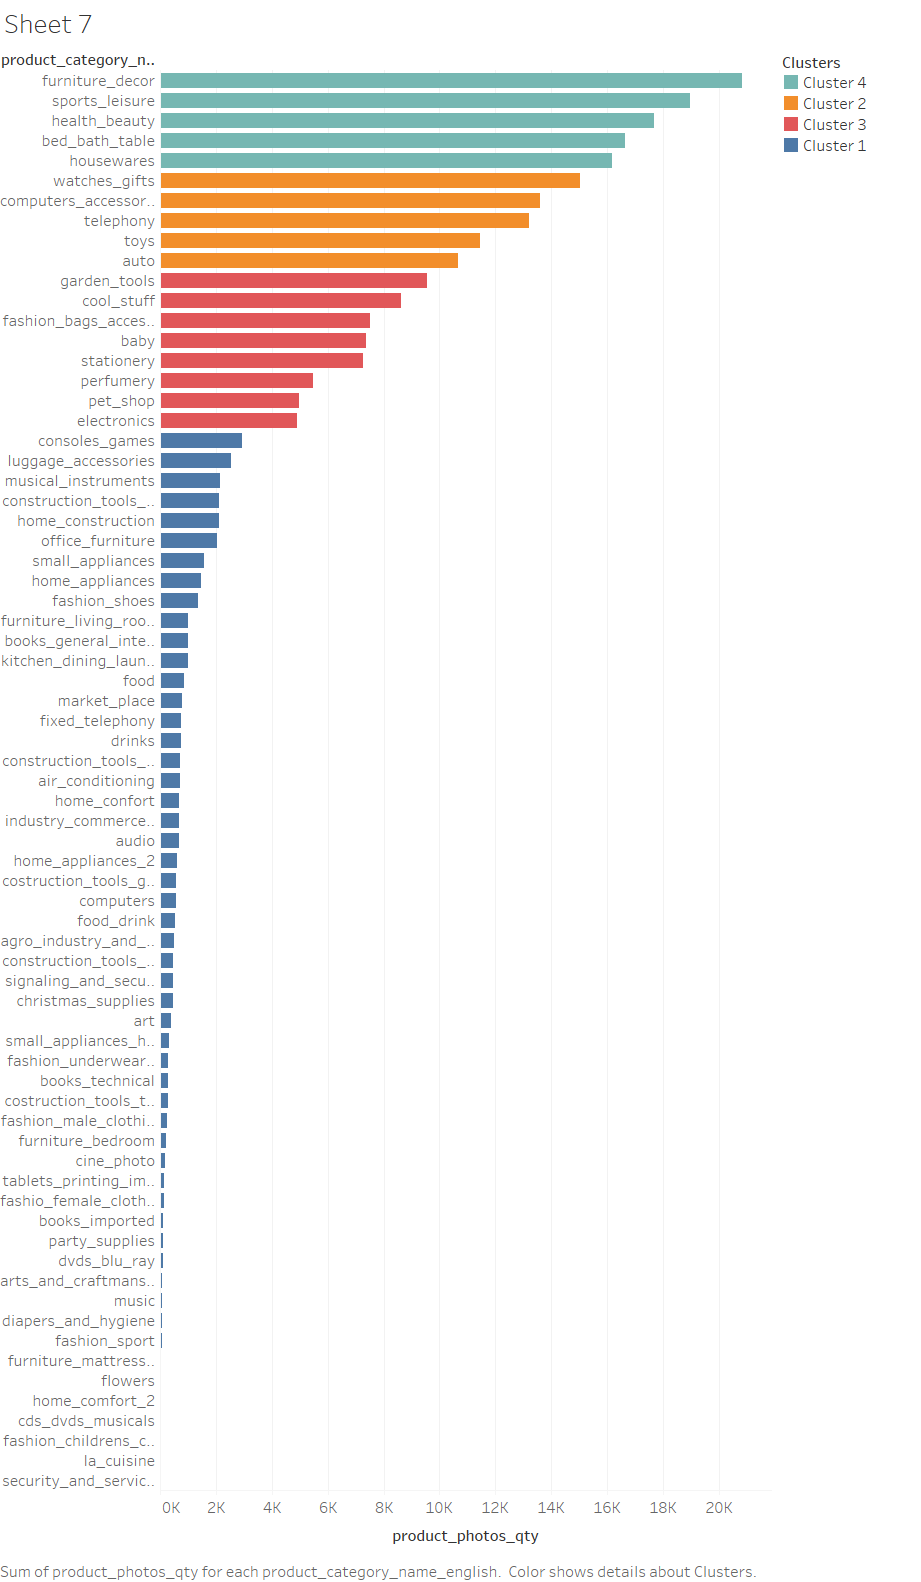 Sheet 7
product_category_n..
Clusters
furniture_decor
Cluster 4
sports_leisure
Cluster 2
health_beauty
Cluster 3
bed_bath_table
Cluster 1
housewares
watches_gifts
computers_accessor..
telephony
toys
auto
garden_tools
cool_stuff
fashion_bags_acces..
baby
stationery
perfumery
pet_shop
electronics
consoles_games
luggage_accessories
musical_instruments
construction_tools_..
home_construction
office_furniture
small_appliances
home_appliances
fashion_shoes
furniture_living_roo..
books_general_inte..
kitchen_dining_laun..
food
market_place
fixed_telephony
drinks
construction_tools_..
air_conditioning
home_confort
industry_commerce..
audio
home_appliances_2
costruction_tools_g..
computers
food_drink
agro_industry_and_..
construction_tools_..
signaling_and_secu..
christmas_supplies
art
small_appliances_h..
fashion_underwear..
books_technical
costruction_tools_t..
fashion_male_clothi..
furniture_bedroom
cine_photo
tablets_printing_im..
fashio_female_cloth..
books_imported
party_supplies
dvds_blu_ray
arts_and_craftmans..
music
diapers_and_hygiene
fashion_sport
furniture_mattress..
flowers
home_comfort_2
cds_dvds_musicals
fashion_childrens_c..
la_cuisine
security_and_servic..
0K 2K 4K 6K 8K 10K 12K 14K 16K 18K 20K
product_photos_qty
Sum of product_photos_qty for each product_category_name_english. Color shows details about Clusters.